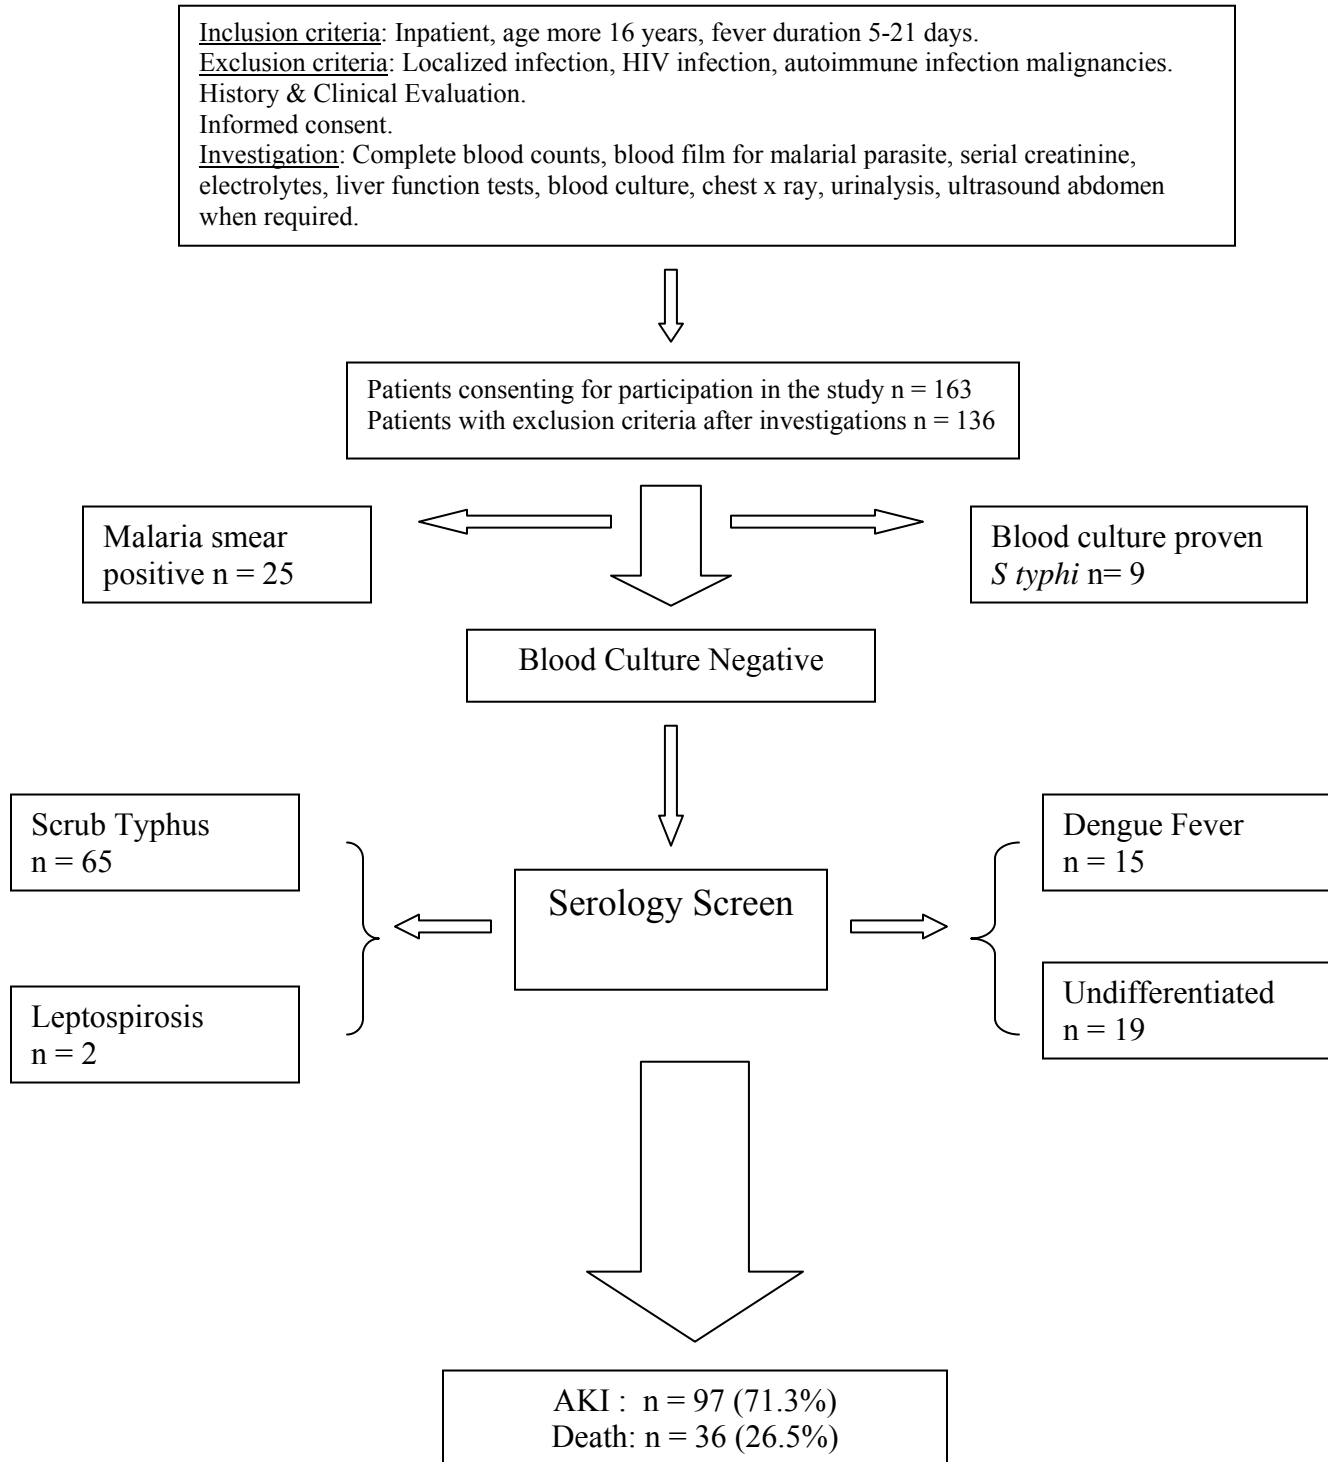 Inclusion criteria: Inpatient, age more 16 years, fever duration 5-21 days.
Exclusion criteria: Localized infection, HIV infection, autoimmune infection malignancies.
History & Clinical Evaluation.
Informed consent.
Investigation: Complete blood counts, blood film for malarial parasite, serial creatinine,
electrolytes, liver function tests, blood culture, chest x ray, urinalysis, ultrasound abdomen
when required.
Patients consenting for participation in the study n = 163
Patients with exclusion criteria after investigations n = 136
Malaria smear
positive n = 25
Blood culture proven
S typhi n= 9
Blood Culture Negative
Scrub Typhus
n = 65
Dengue Fever
n = 15
Serology Screen
Leptospirosis
n = 2
Undifferentiated
n = 19
AKI : n = 97 (71.3%)
Death: n = 36 (26.5%)